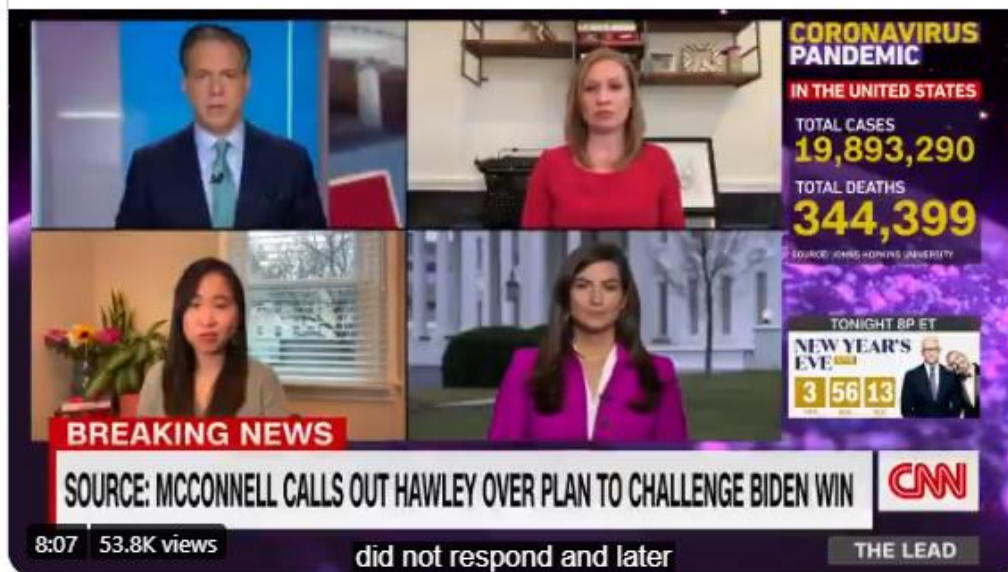 CORONAVIRUS
PANDEMIC
IN THE UNITED STATES
TOTAL CASES
19,893,290
TOTAL DEATHS
344,399
SOURCE: JOHNS HOPKINS UNIVERSITY
TONIGHT 8P ET
NEW YEAR'S
EVE
3 56 13
BREAKING NEWS
SOURCE: MCCONNELL CALLS OUT HAWLEY OVER PLAN TO CHALLENGE BIDEN WIN
CNN
8:07 53.8K views
did not respond and later
THE LEAD